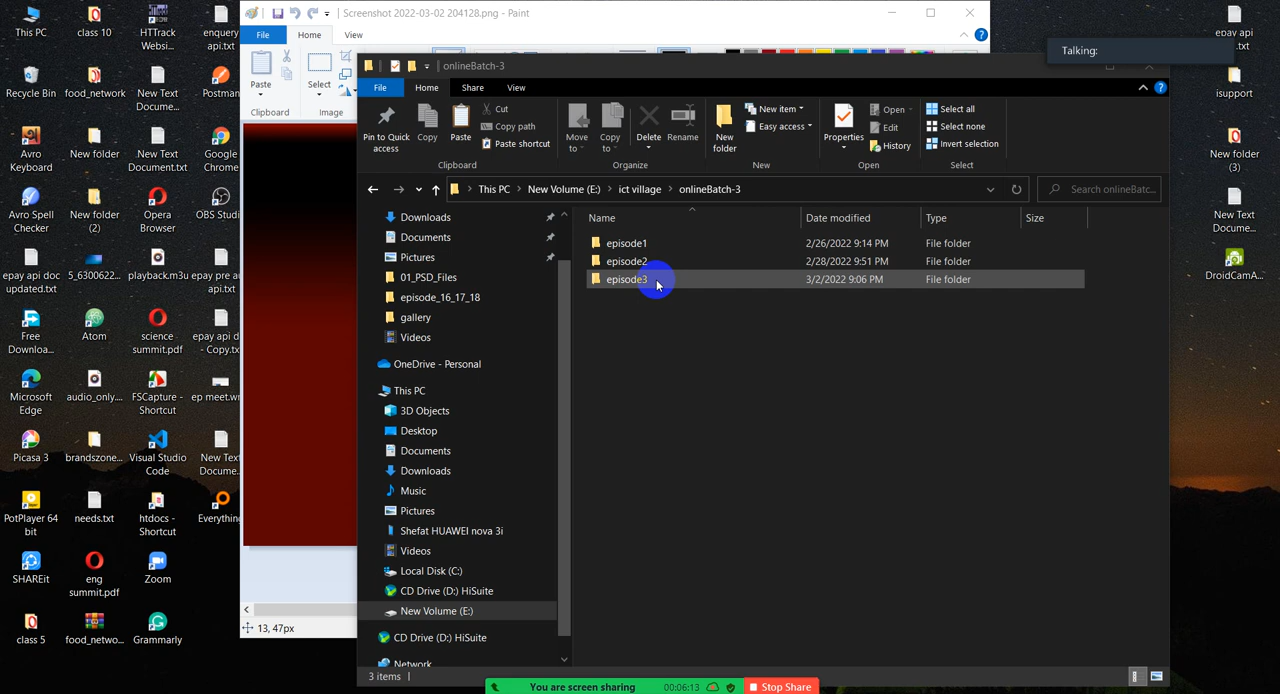 This PC
class 10
HTTrack
Websi...
enquery
api.txt
Recycle Bin
food_network
New Text
Docume...
Postman
Avro
Keyboard
New folder
New Text
Document.txt
Google
Chrome
Avro Spell
Checker
New folder
(2)
Opera
Browser
OBS Studi
epay api doc
updated.txt
5_6300622...
playback.m3u
epay pre
api.txt
Free
Downloa...
Atom
science
summit.pdf
epay api d
- Copy.tx
Microsoft
Edge
audio_only....
FSCapture -
Shortcut
ep meet.wr
Picasa 3
brandszone...
Visual Studio
Code
New Text
Docume...
PotPlayer 64
bit
needs.txt
htdocs -
Shortcut
Everything
SHAREit
eng
summit.pdf
Zoom
class 5
food_netwo...
Grammarly
Screenshot 2022-03-02 204128.png - Paint
File
Home
View
Paste
Select
Clipboard
Image
13, 47px
onlineBatch-3
File
Home
Share
View
Pin to Quick
access
Copy
Paste
Cut
Copy path
Paste shortcut
Clipboard
Move
to
Copy
to
Delete
Rename
Organize
New
folder
New item
Easy access
New
Properties
Open
Edit
History
Open
Select all
Select none
Invert selection
Select
This PC > New Volume (E:) > ict village > onlineBatch-3
Search onlineBatc...
Name
Date modified
Type
Size
episode1 2/26/2022 9:14 PM File folder
episode2 2/28/2022 9:51 PM File folder
episode3 3/2/2022 9:06 PM File folder
Downloads
Documents
Pictures
01_PSD_Files
episode_16_17_18
gallery
Videos
OneDrive - Personal
This PC
3D Objects
Desktop
Documents
Downloads
Music
Pictures
Shefat HUAWEI nova 3i
Videos
Local Disk (C:)
CD Drive (D:) HiSuite
New Volume (E:)
CD Drive (D:) HiSuite
Network
3 items
You are screen sharing
00:06:13
Stop Share
Talking:
epay api
.txt
isupport
New folder
(3)
New Text
Docume...
DroidCamA...